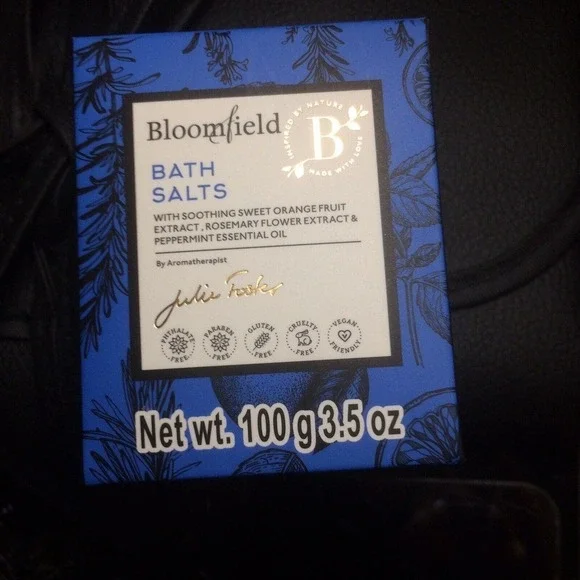 Bloomfield
INSPIRED BY NATURE
B
MADE WITH LOVE
BATH
SALTS
WITH SOOTHING SWEET ORANGE FRUIT
EXTRACT , ROSEMARY FLOWER EXTRACT &
PEPPERMINT ESSENTIAL OIL
By Aromatherapist
Julie Foster
PHTHALATE
FREE
PARABEN
FREE
GLUTEN
FREE
CRUELTY
FREE
VEGAN
FRIENDLY
Net wt. 100 g 3.5 oz